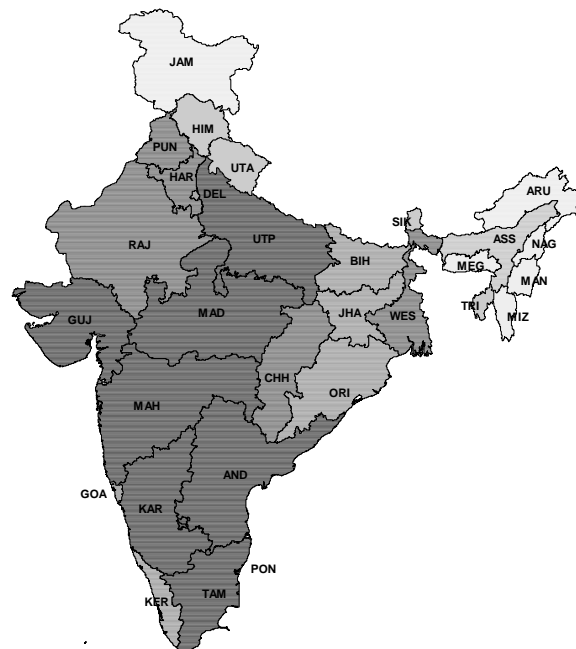 JAM
HIM
PUN
UTA
HAR
DEL
ARU
SIK
ASS
NAG
RAJ
UTP
BIH
MEG
MAN
TRI
MIZ
MAD
GUJ
JHA
WES
CHH
ORI
MAH
AND
GOA
KAR
PON
TAM
KER